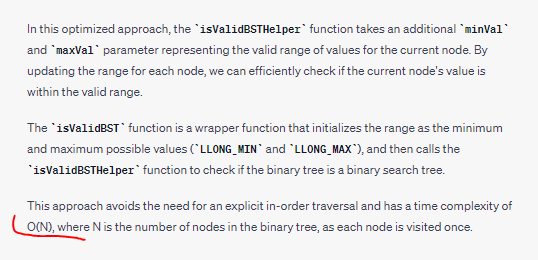 In this optimized approach, the `isValidBSTHelper` function takes an additional `minVal`
and `maxVal` parameter representing the valid range of values for the current node. By
updating the range for each node, we can efficiently check if the current node's value is
within the valid range.
The `isValidBST` function is a wrapper function that initializes the range as the minimum
and maximum possible values (`LLONG_MIN` and `LLONG_MAX`), and then calls the
`isValidBSTHelper` function to check if the binary tree is a binary search tree.
This approach avoids the need for an explicit in-order traversal and has a time complexity of
O(N), where N is the number of nodes in the binary tree, as each node is visited once.